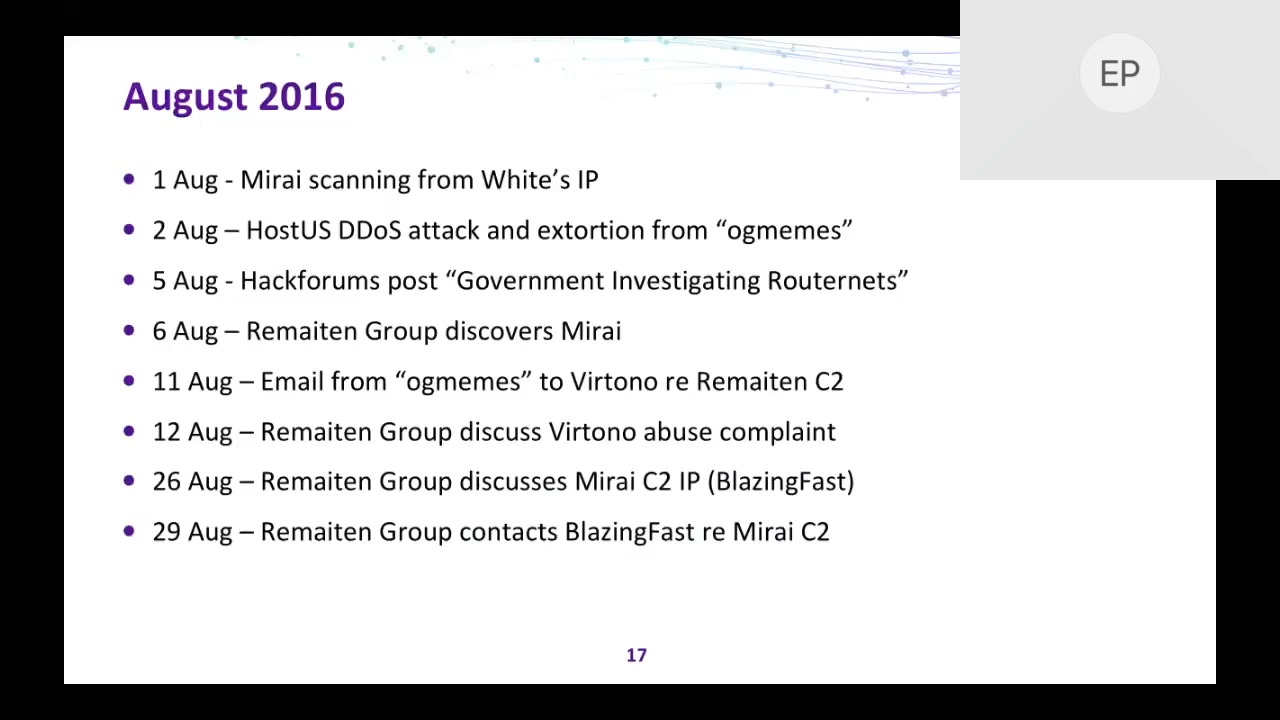 August 2016
EP
• 1 Aug - Mirai scanning from White’s IP
• 2 Aug – HostUS DDoS attack and extortion from “ogmemes”
• 5 Aug - Hackforums post “Government Investigating Routernets”
• 6 Aug – Remaiten Group discovers Mirai
• 11 Aug – Email from “ogmemes” to Virtono re Remaiten C2
• 12 Aug – Remaiten Group discuss Virtono abuse complaint
• 26 Aug – Remaiten Group discusses Mirai C2 IP (BlazingFast)
• 29 Aug – Remaiten Group contacts BlazingFast re Mirai C2
17